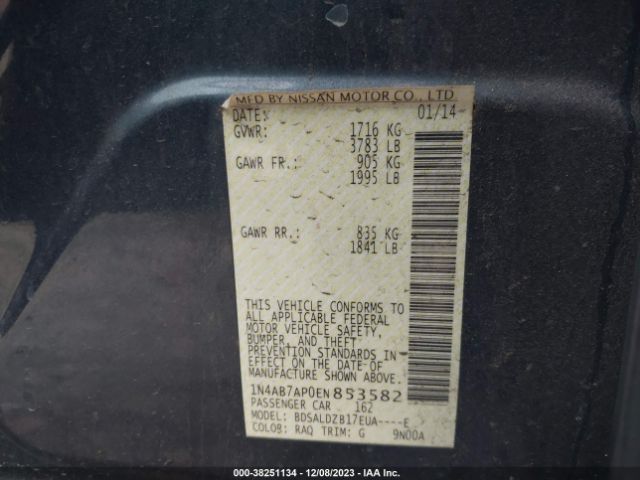 MFD BY NISSAN MOTOR CO., LTD.
DATE: 01/14
GVWR: 1716 KG
3783 LB
GAWR FR.: 905 KG
1995 LB
GAWR RR.: 835 KG
1841 LB
THIS VEHICLE CONFORMS TO
ALL APPLICABLE FEDERAL
MOTOR VEHICLE SAFETY,
BUMPER, AND THEFT
PREVENTION STANDARDS IN
EFFECT ON THE DATE OF
MANUFACTURE SHOWN ABOVE.
1N4AB7AP0EN853582
PASSENGER CAR 162
MODEL: BDSALDZB17EUA----E
COLOR: RAQ TRIM: G 9N00A
000-38251134 - 12/08/2023 - © IAA Inc.